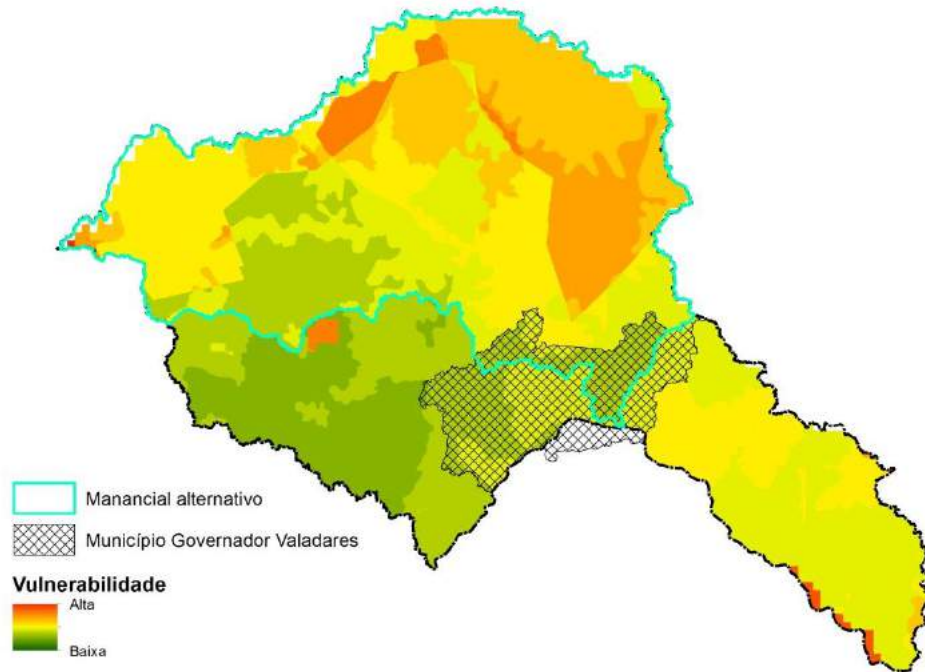 Manancial alternativo
Município Governador Valadares
Vulnerabilidade
Alta
Baixa